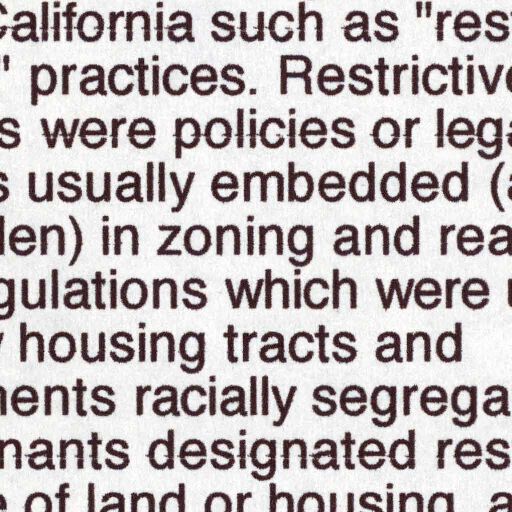 California such as "res
" practices. Restrictive
s were policies or lega
s usually embedded (a
den) in zoning and rea
gulations which were u
y housing tracts and
ments racially segrega
nants designated res
e of land or housing, a